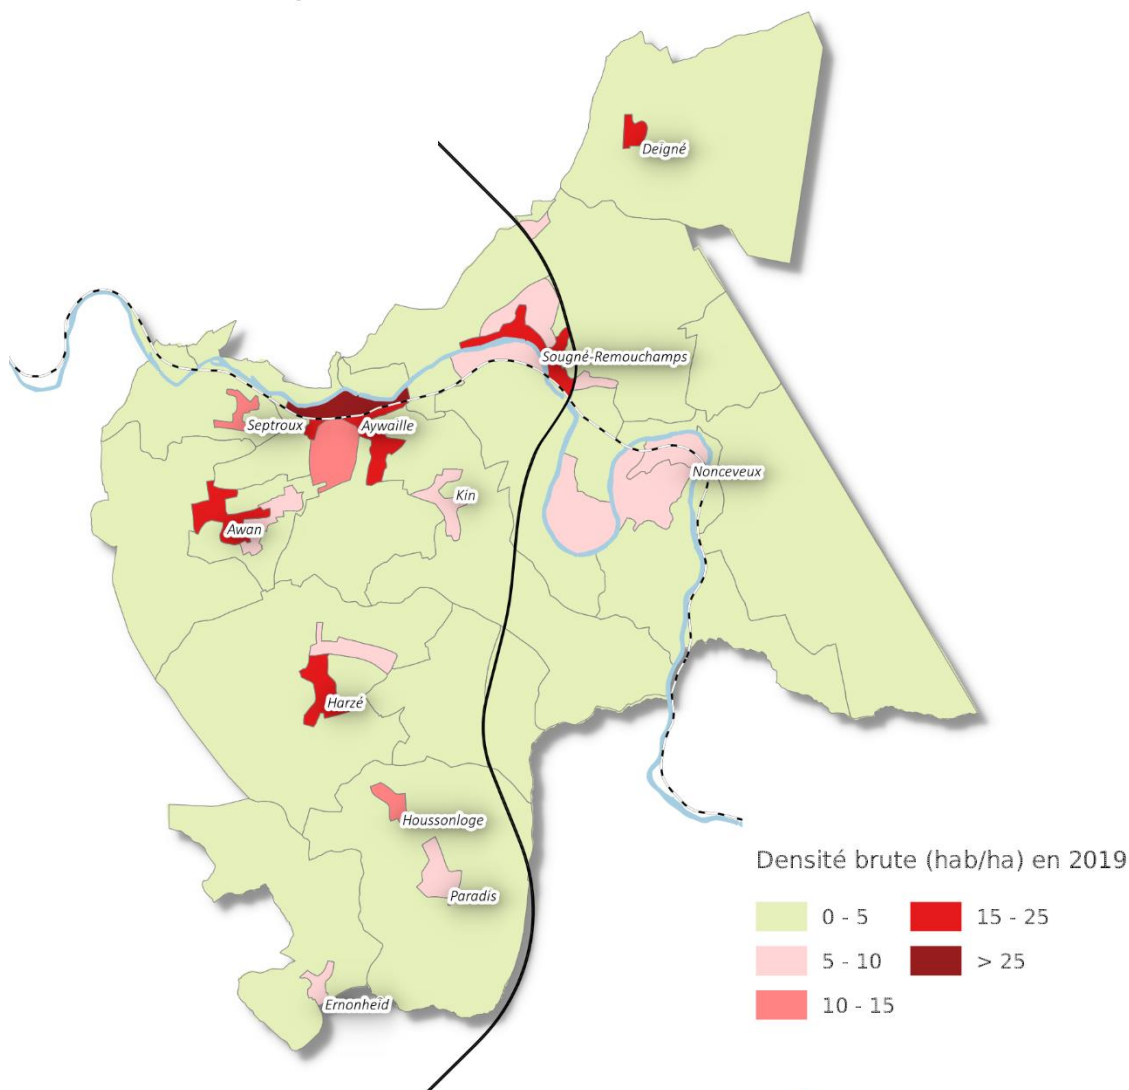 Deigné
Sougné-Remouchamps
Septroux
Aywaille
Nonceveux
Kin
Awan
Harzé
Houssonloge
Paradis
Ernonheid
Densité brute (hab/ha) en 2019
0 - 5
15 - 25
5 - 10
> 25
10 - 15